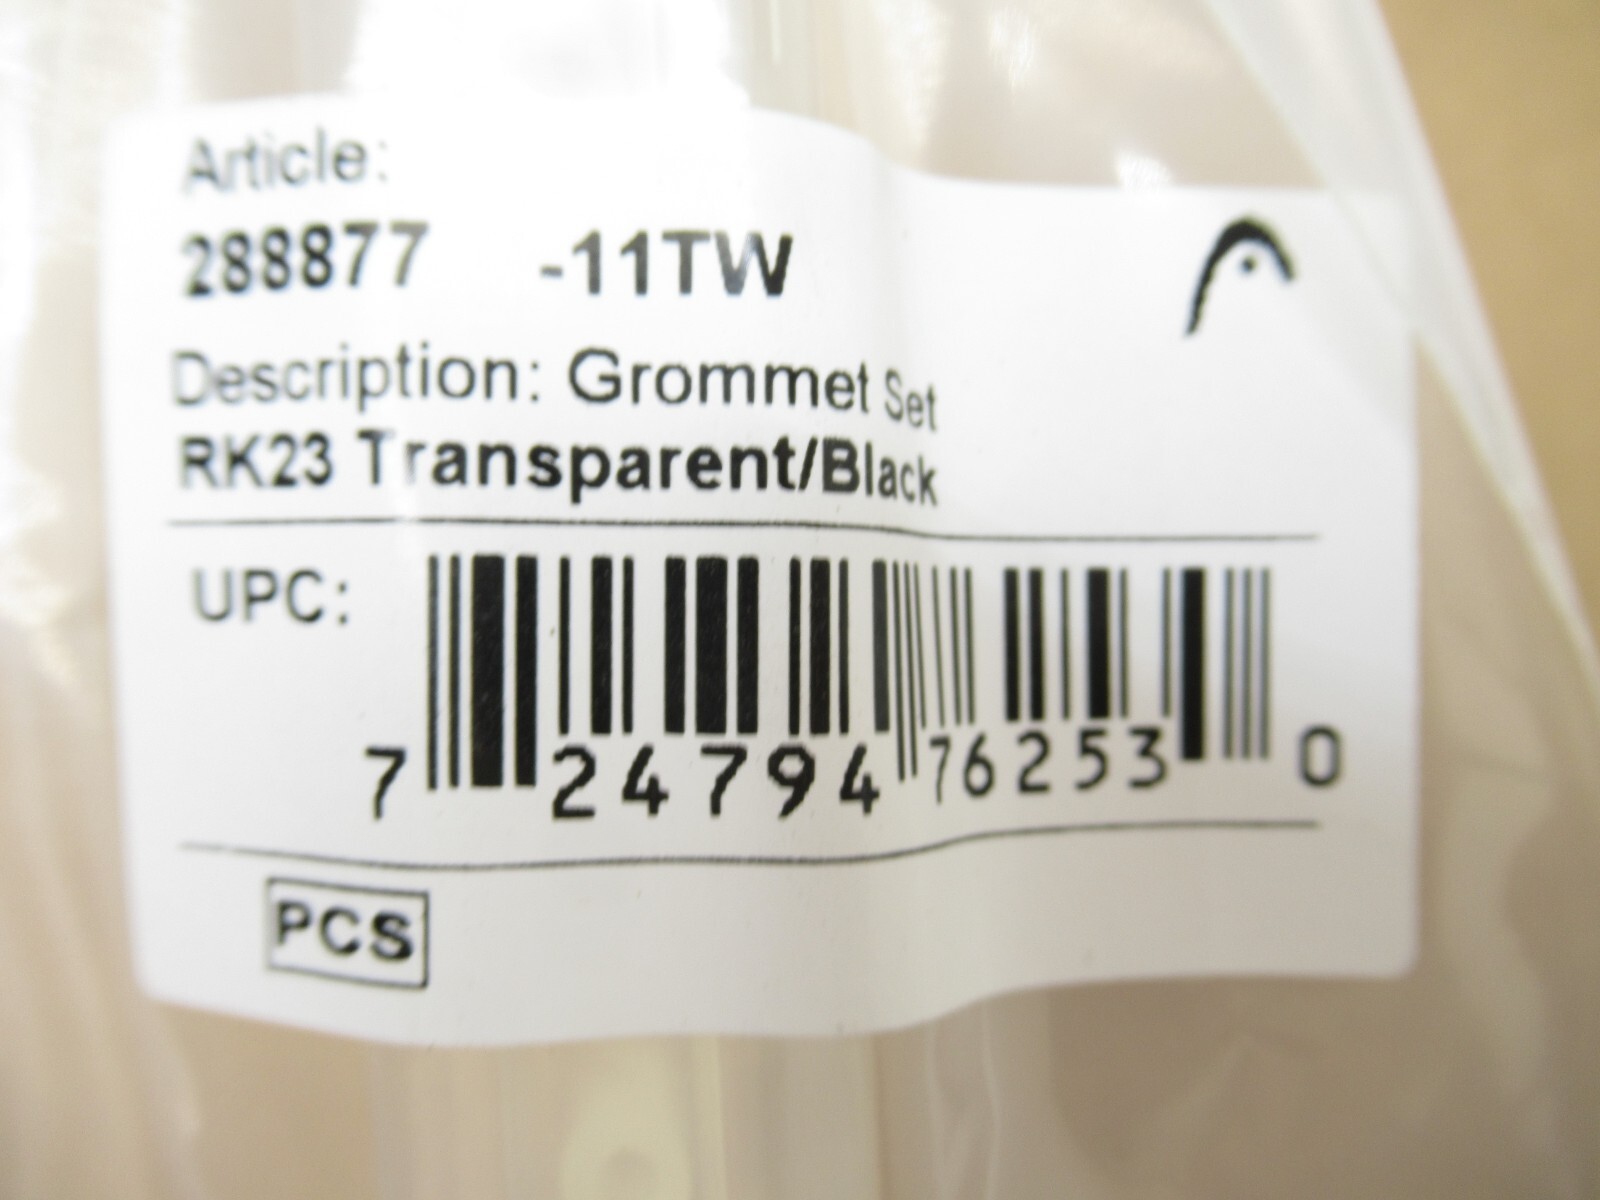 Article:
288877 -11TW
Description: Grommet Set
RK23 Transparent/Black
UPC:
7 24794 76253 0
PCS